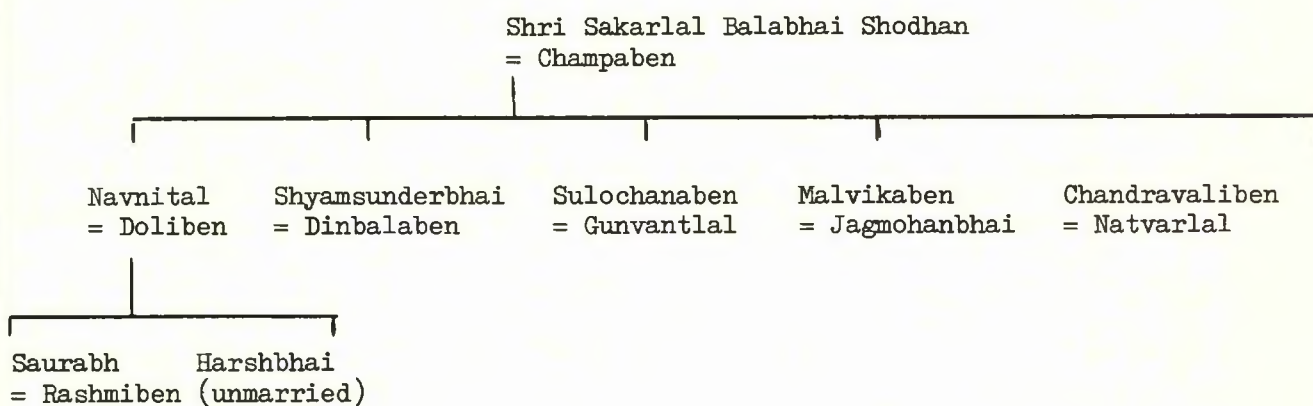 Shri Sakarlal Balabhai Shodhan
= Champaben
Navnital Shyamsunderbhai Sulochanaben Malvikaben Chandravaliben
= Doliben = Dinbalaben = Gunvantlal = Jagmohanbhai = Natvarlal
Saurabh Harshbhai
= Rashmiben (unmarried)